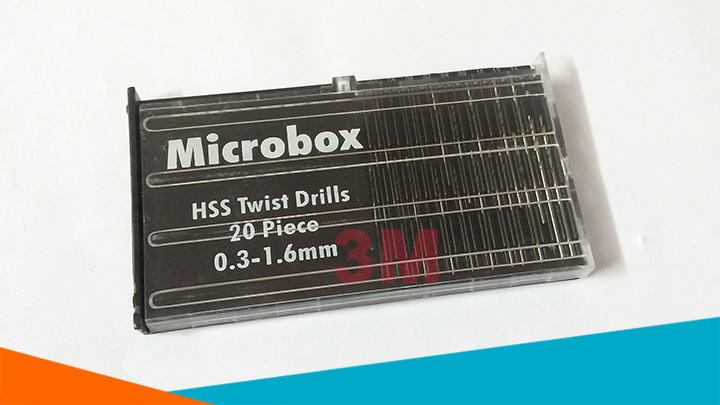 Microbox
HSS Twist Drills
20 Piece
0.3-1.6mm
3M